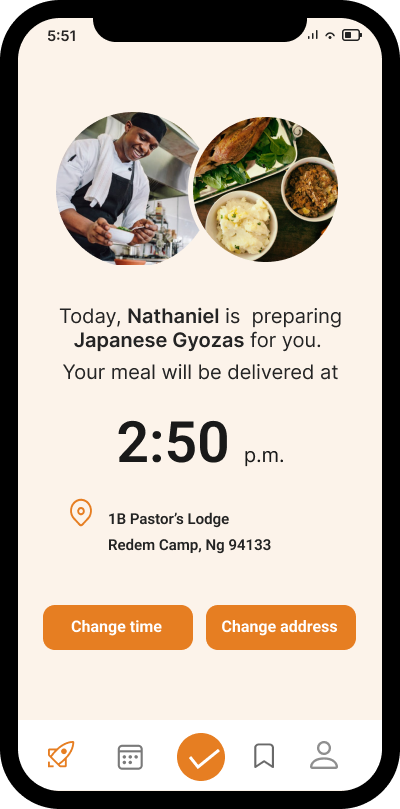 5:51
Today, Nathaniel is preparing
Japanese Gyozas for you.
Your meal will be delivered at
2:50 p.m.
1B Pastor's Lodge
Redem Camp, Ng 94133
Change time Change address